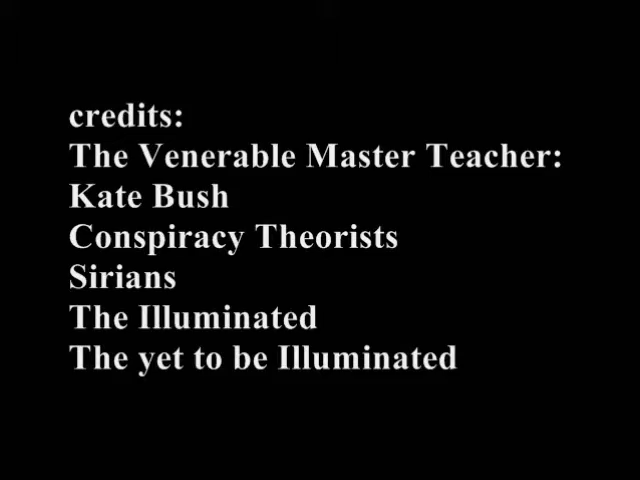 credits:
The Venerable Master Teacher:
Kate Bush
Conspiracy Theorists
Sirians
The Illuminated
The yet to be Illuminated